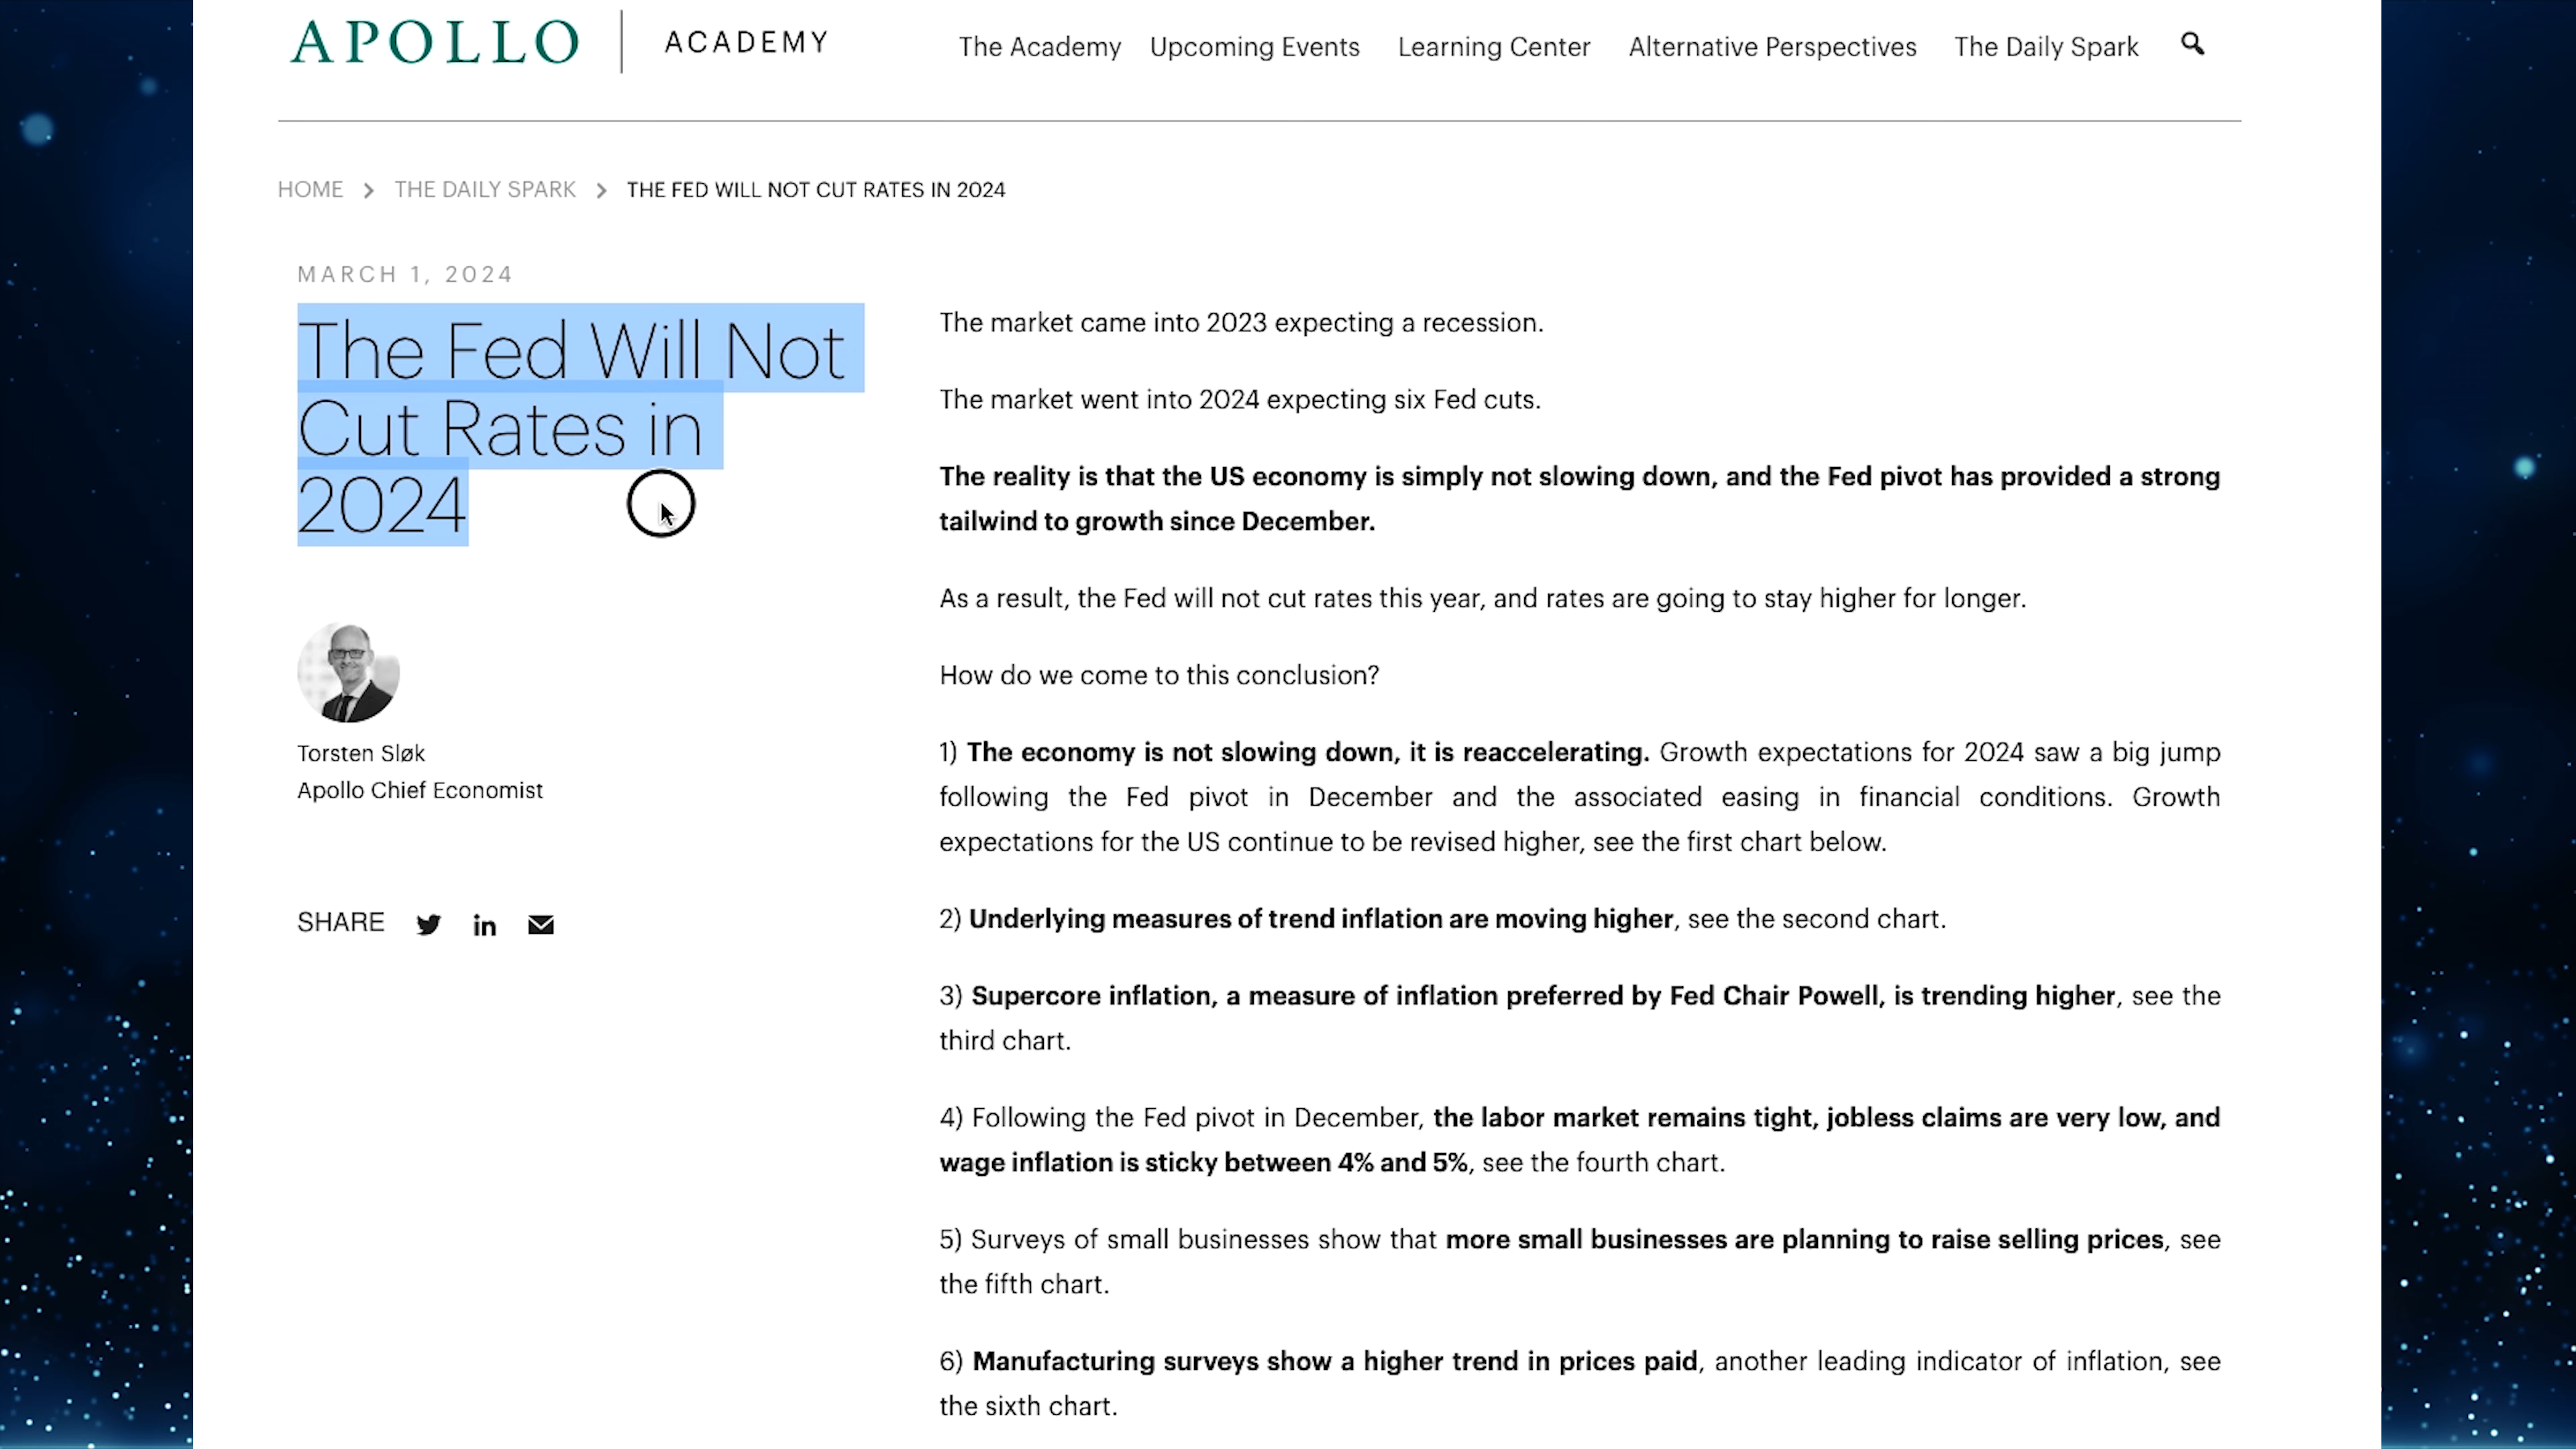 APOLLO ACADEMY
The Academy Upcoming Events Learning Center Alternative Perspectives The Daily Spark
HOME > THE DAILY SPARK > THE FED WILL NOT CUT RATES IN 2024
MARCH 1, 2024
The Fed Will Not
Cut Rates in
2024
Torsten Sløk
Apollo Chief Economist
SHARE
The market came into 2023 expecting a recession.
The market went into 2024 expecting six Fed cuts.
The reality is that the US economy is simply not slowing down, and the Fed pivot has provided a strong
tailwind to growth since December.
As a result, the Fed will not cut rates this year, and rates are going to stay higher for longer.
How do we come to this conclusion?
1) The economy is not slowing down, it is reaccelerating. Growth expectations for 2024 saw a big jump
following the Fed pivot in December and the associated easing in financial conditions. Growth
expectations for the US continue to be revised higher, see the first chart below.
2) Underlying measures of trend inflation are moving higher, see the second chart.
3) Supercore inflation, a measure of inflation preferred by Fed Chair Powell, is trending higher, see the
third chart.
4) Following the Fed pivot in December, the labor market remains tight, jobless claims are very low, and
wage inflation is sticky between 4% and 5%, see the fourth chart.
5) Surveys of small businesses show that more small businesses are planning to raise selling prices, see
the fifth chart.
6) Manufacturing surveys show a higher trend in prices paid, another leading indicator of inflation, see
the sixth chart.